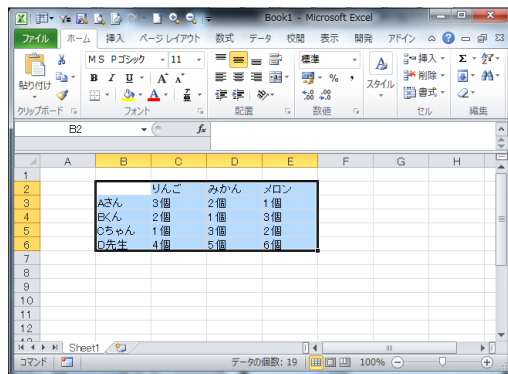 Book1 - Microsoft Excel
ファイル ホーム 挿入 ページ レイアウト 数式 データ 校閲 表示 開発 アドイン
貼り付け MS Pゴシック 11 標準 スタイル 挿入
B I U A A % , 削除
A 書式
クリップボード フォント 配置 数値 セル 編集
B2 fx
A B C D E F G H
1
2 りんご みかん メロン
3 Aさん 3個 2個 1個
4 Bくん 2個 1個 3個
5 Cちゃん 1個 3個 2個
6 D先生 4個 5個 6個
7
8
9
10
11
12
Sheet1
コマンド データの個数: 19 100%